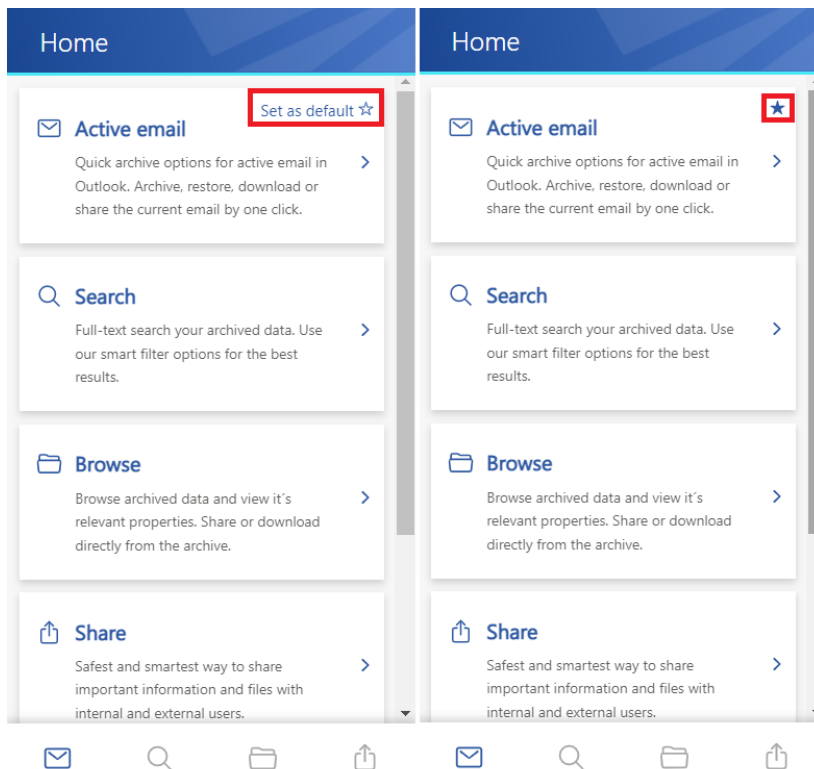 Home
Set as default
Active email
Quick archive options for active email in
Outlook. Archive, restore, download or
share the current email by one click.
Search
Full-text search your archived data. Use
our smart filter options for the best
results.
Browse
Browse archived data and view it´s
relevant properties. Share or download
directly from the archive.
Share
Safest and smartest way to share
important information and files with
internal and external users.
Home
Active email
Quick archive options for active email in
Outlook. Archive, restore, download or
share the current email by one click.
Search
Full-text search your archived data. Use
our smart filter options for the best
results.
Browse
Browse archived data and view it´s
relevant properties. Share or download
directly from the archive.
Share
Safest and smartest way to share
important information and files with
internal and external users.